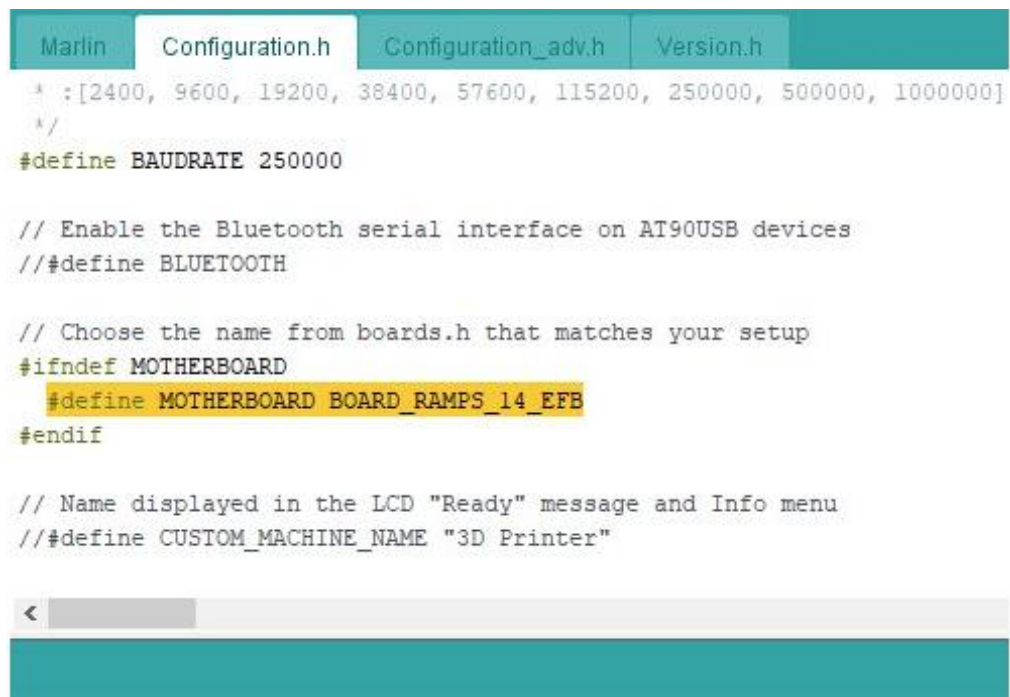 Marlin Configuration.h Configuration_adv.h Version.h
* :[2400, 9600, 19200, 38400, 57600, 115200, 250000, 500000, 1000000]
*/
#define BAUDRATE 250000
// Enable the Bluetooth serial interface on AT90USB devices
//#define BLUETOOTH
// Choose the name from boards.h that matches your setup
#ifndef MOTHERBOARD
#define MOTHERBOARD BOARD_RAMPS_14_EFB
#endif
// Name displayed in the LCD "Ready" message and Info menu
//#define CUSTOM_MACHINE_NAME "3D Printer"